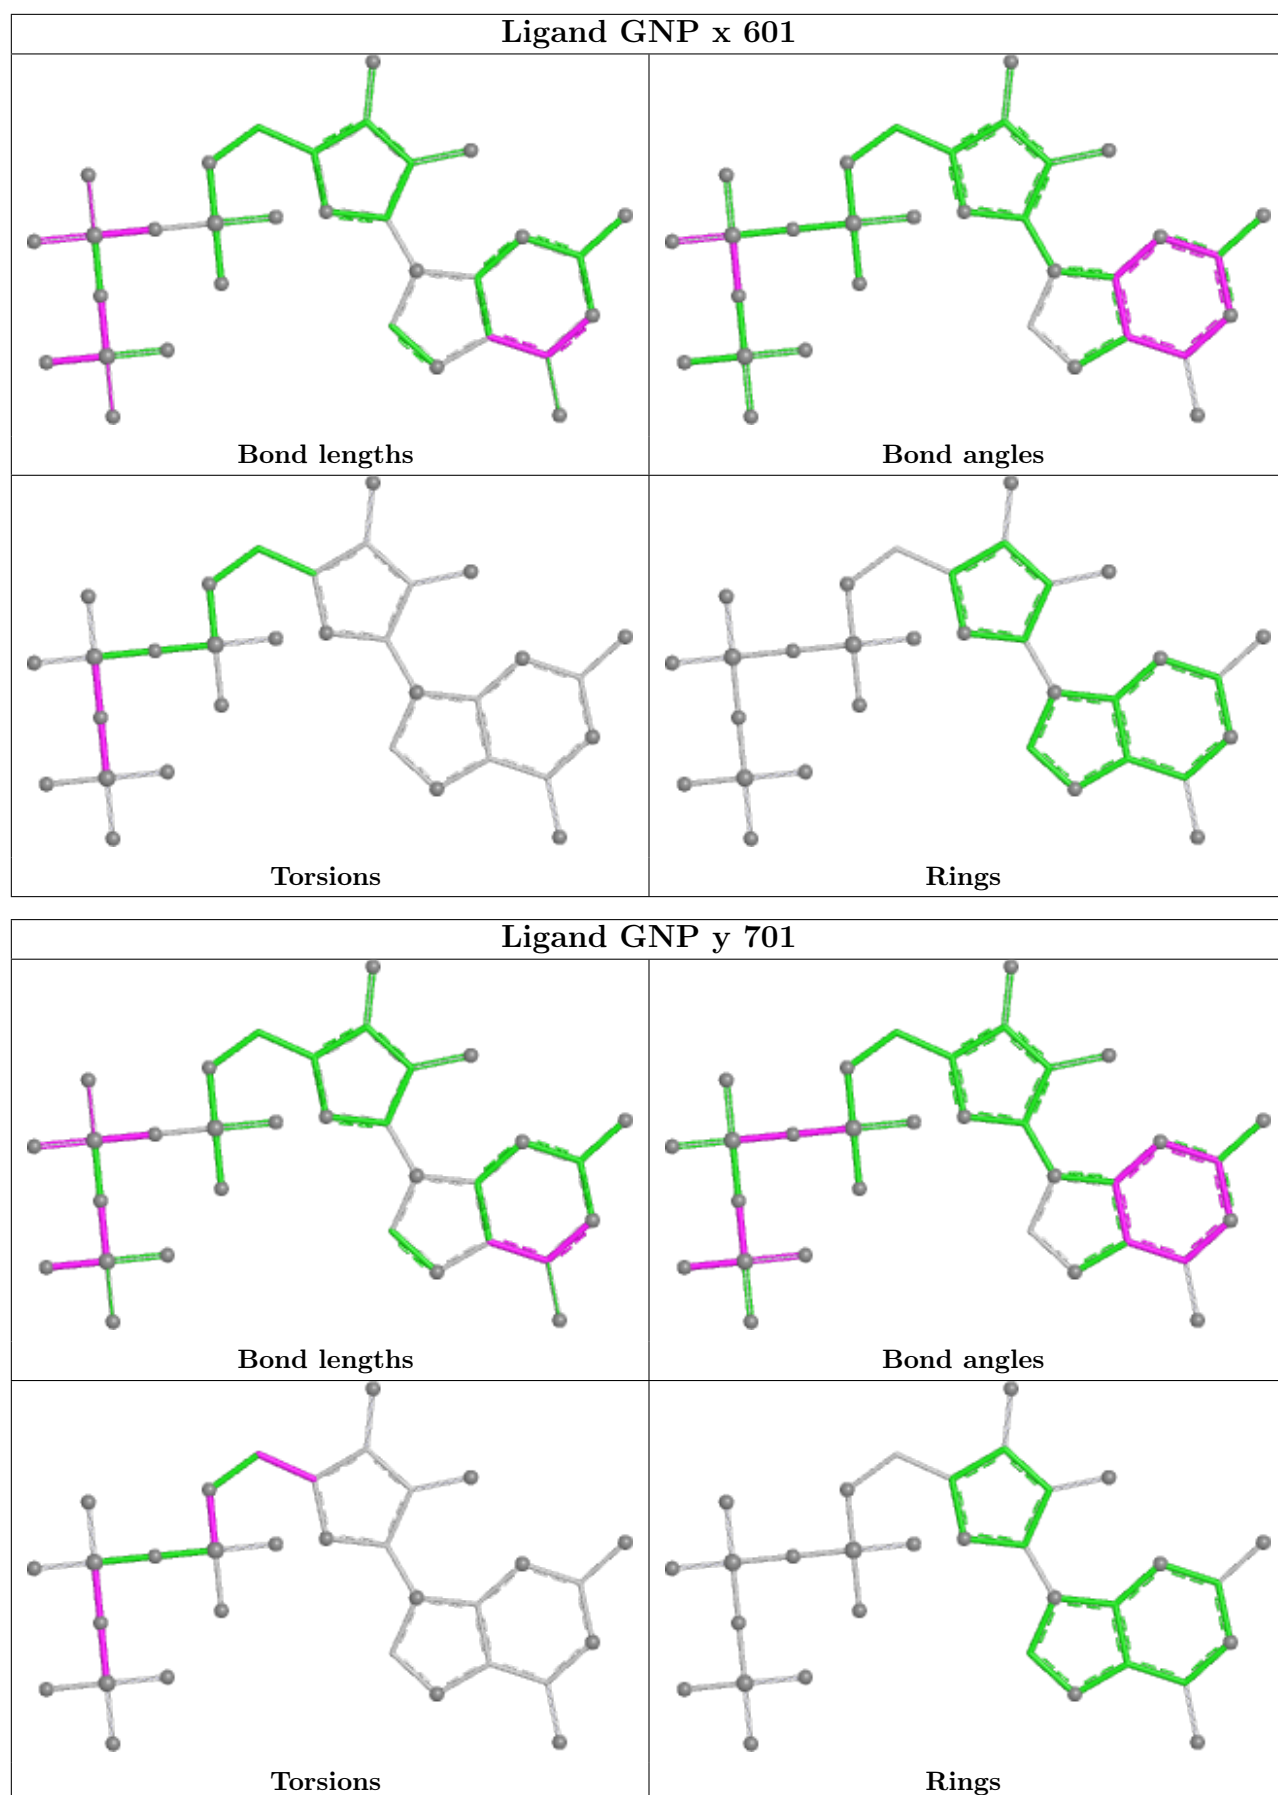 Ligand GNP x 601
Bond lengths
Bond angles
Torsions
Rings
Ligand GNP y 701
Bond lengths
Bond angles
Torsions
Rings